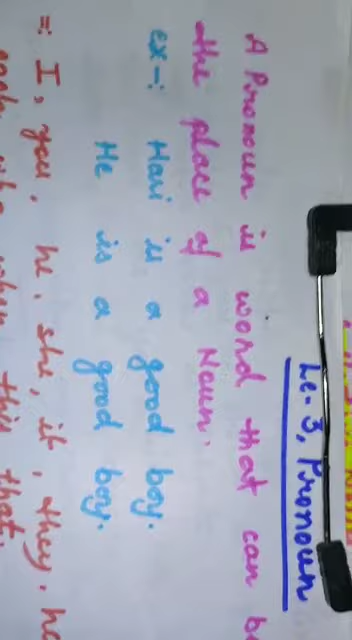 Le-3, Pronoun
A Pronoun is word that can
the place of a Noun.
ex-: Hari is a good boy.
He is a good boy.
=: I, you, he, she, it, they,
this that,